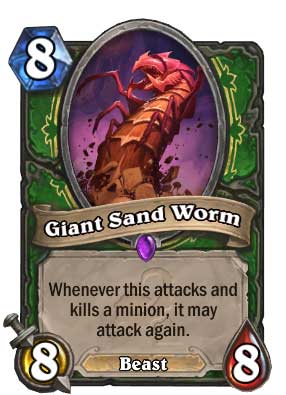 8
Giant Sand Worm
Whenever this attacks and
kills a minion, it may
attack again.
8
Beast
8